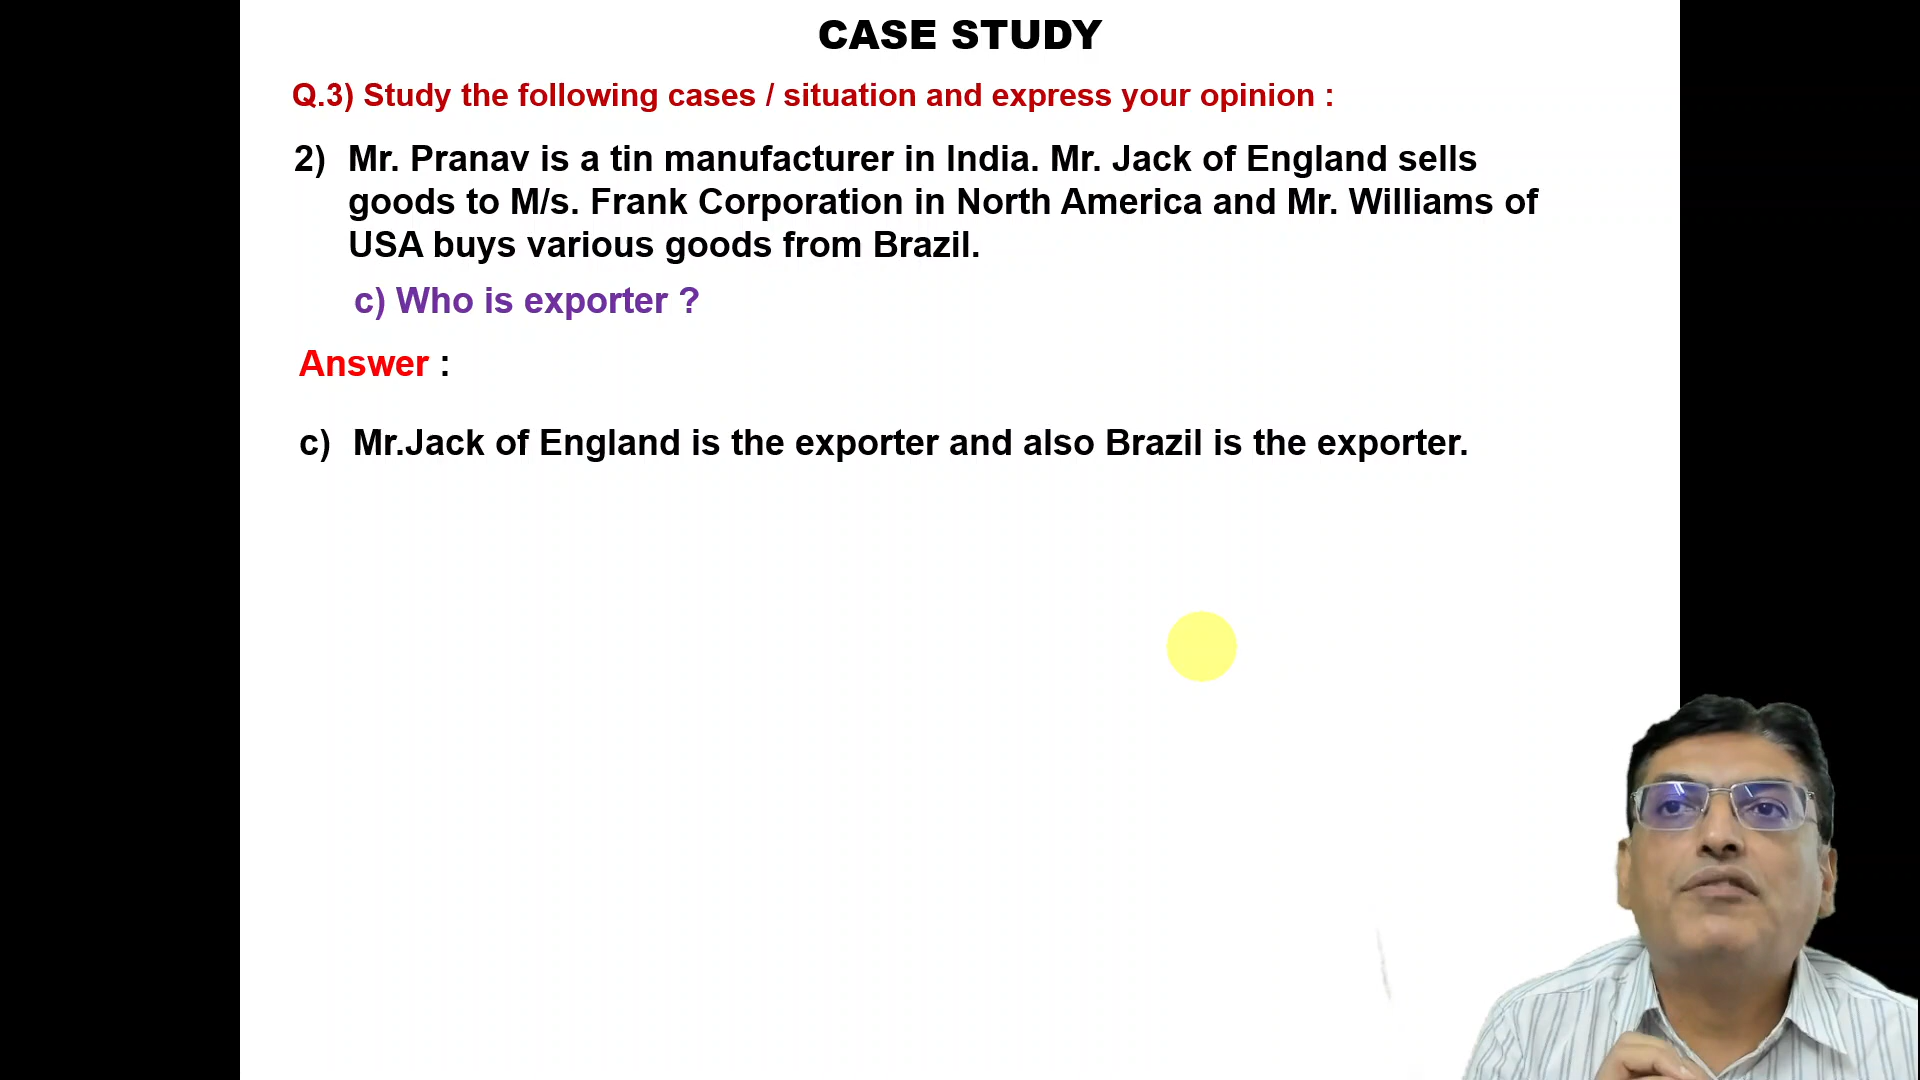 CASE STUDY
Q.3) Study the following cases / situation and express your opinion :
2) Mr. Pranav is a tin manufacturer in India. Mr. Jack of England sells
goods to M/s. Frank Corporation in North America and Mr. Williams of
USA buys various goods from Brazil.
c) Who is exporter ?
Answer :
c) Mr.Jack of England is the exporter and also Brazil is the exporter.